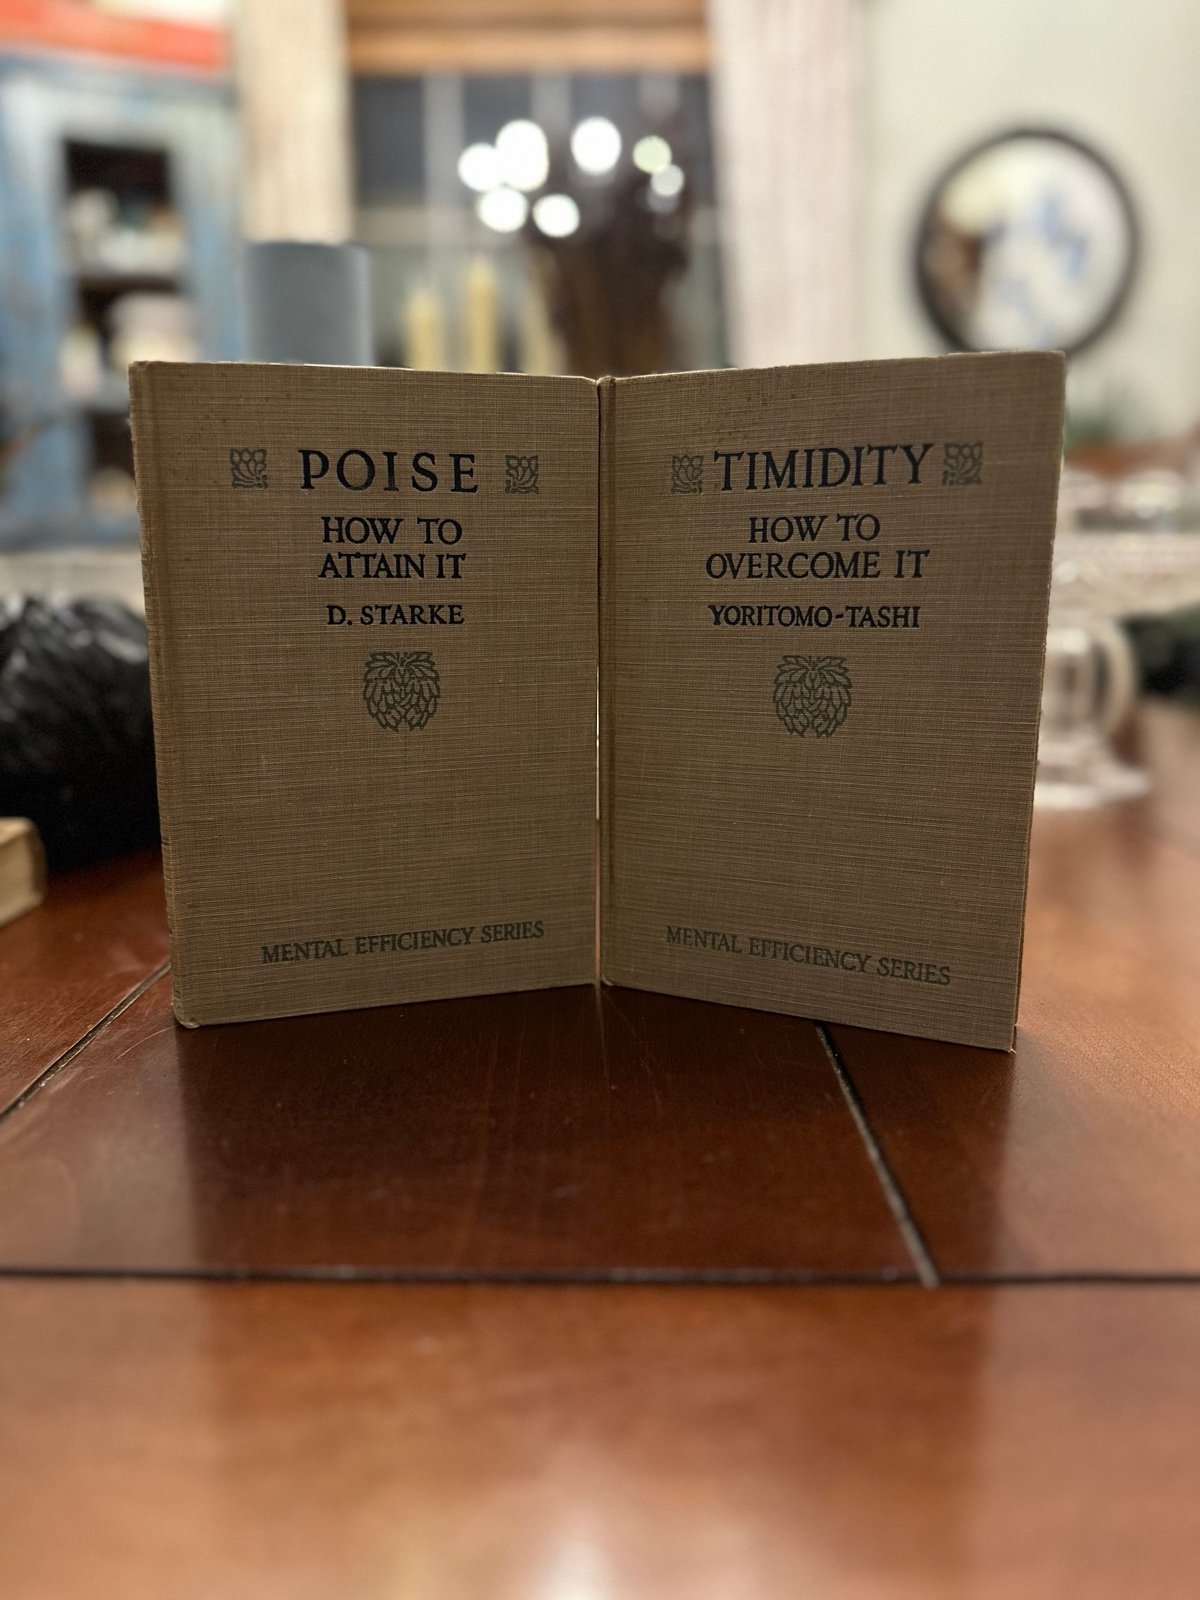 POISE
HOW TO
ATTAIN IT
D. STARKE
MENTAL EFFICIENCY SERIES
TIMIDITY
HOW TO
OVERCOME IT
YORITOMO-TASHI
MENTAL EFFICIENCY SERIES